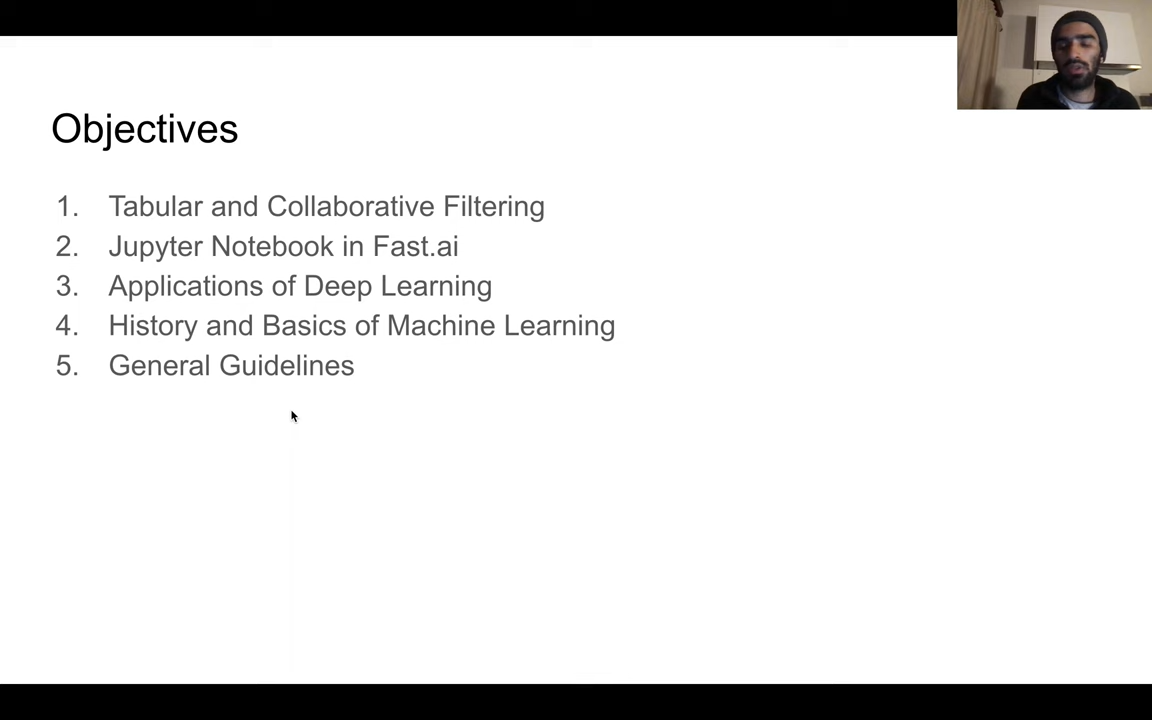 Objectives
1. Tabular and Collaborative Filtering
2. Jupyter Notebook in Fast.ai
3. Applications of Deep Learning
4. History and Basics of Machine Learning
5. General Guidelines